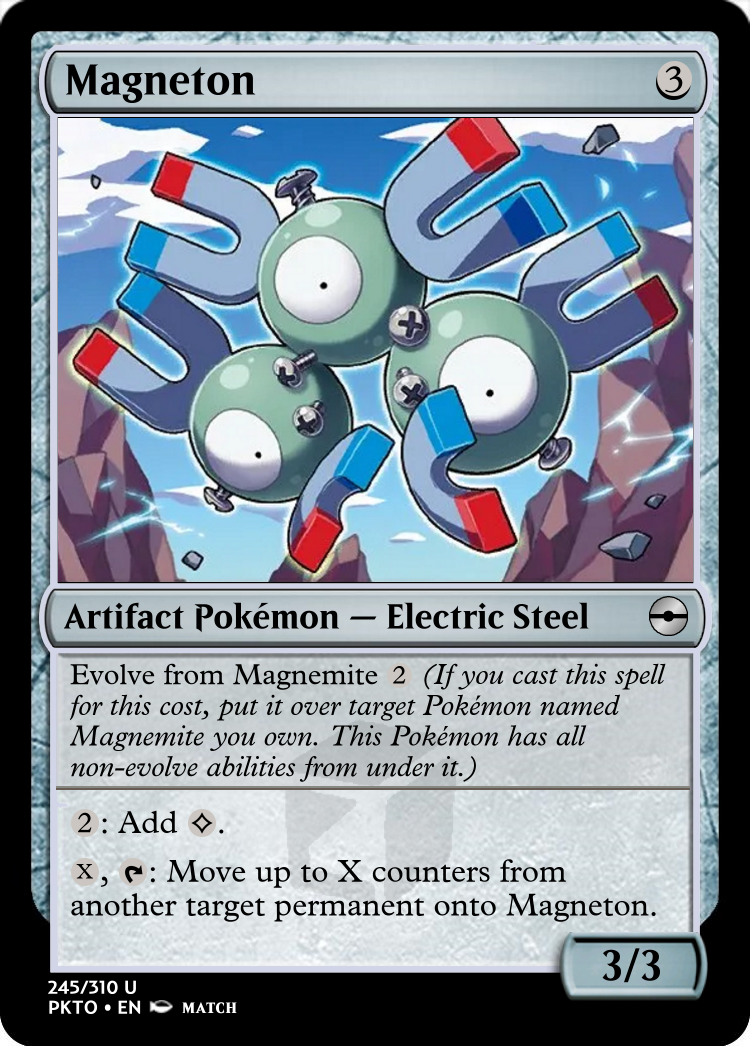 Magneton 3
Artifact Pokémon — Electric Steel
Evolve from Magnemite 2 (If you cast this spell
for this cost, put it over target Pokémon named
Magnemite you own. This Pokémon has all
non-evolve abilities from under it.)
2: Add .
X, : Move up to X counters from
another target permanent onto Magneton.
3/3
245/310 U
PKTO • EN MATCH